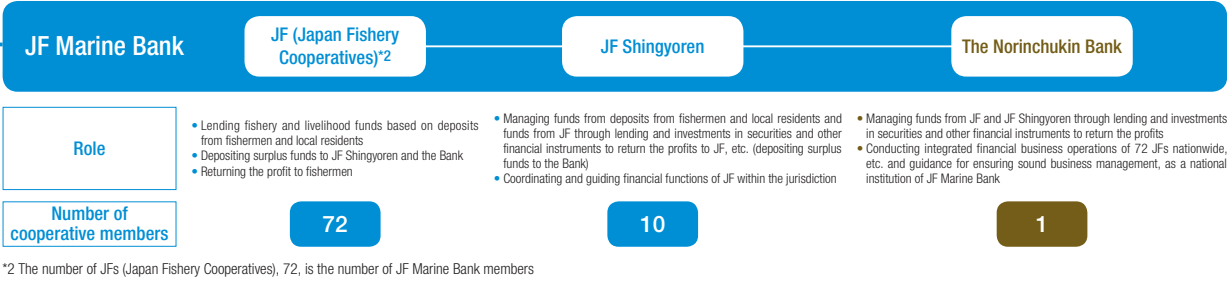 JF Marine Bank
JF (Japan Fishery
Cooperatives)*2
JF Shingyoren
The Norinchukin Bank
Role
• Lending fishery and livelihood funds based on deposits
from fishermen and local residents
• Depositing surplus funds to JF Shingyoren and the Bank
• Returning the profit to fishermen
• Managing funds from deposits from fishermen and local residents and
funds from JF through lending and investments in securities and other
financial instruments to return the profits to JF, etc. (depositing surplus
funds to the Bank)
• Coordinating and guiding financial functions of JF within the jurisdiction
• Managing funds from JF and JF Shingyoren through lending and investments
in securities and other financial instruments to return the profits
• Conducting integrated financial business operations of 72 JFs nationwide,
etc. and guidance for ensuring sound business management, as a national
institution of JF Marine Bank
Number of
cooperative members
72
10
1
*2 The number of JFs (Japan Fishery Cooperatives), 72, is the number of JF Marine Bank members